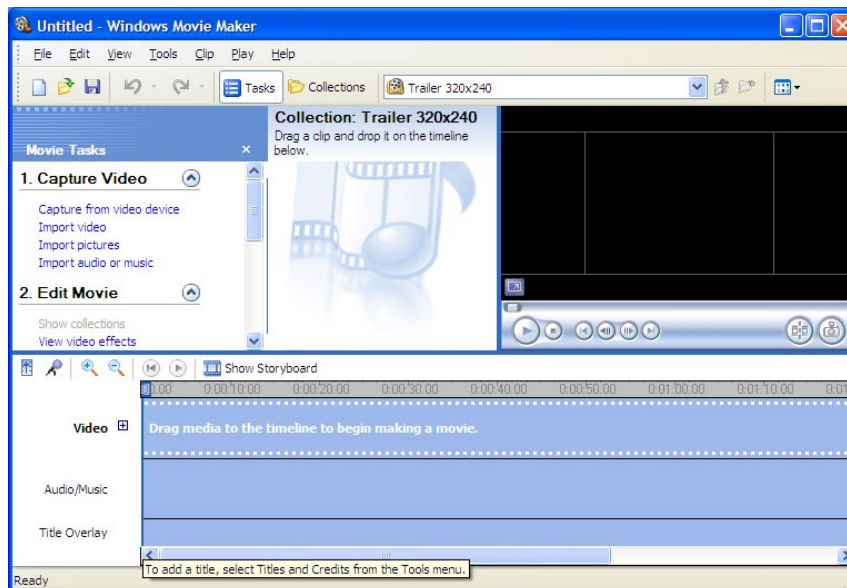 Untitled - Windows Movie Maker
File Edit View Tools Clip Play Help
Tasks Collections Trailer 320x240
Movie Tasks
Collection: Trailer 320x240
Drag a clip and drop it on the timeline
below.
1. Capture Video
Capture from video device
Import video
Import pictures
Import audio or music
2. Edit Movie
Show collections
View video effects
Show Storyboard
0:00:10.00 0:00:20.00 0:00:30.00 0:00:40.00 0:00:50.00 0:01:00.00 0:01:10.00
Video
Drag media to the timeline to begin making a movie.
Audio/Music
Title Overlay
To add a title, select Titles and Credits from the Tools menu.
Ready